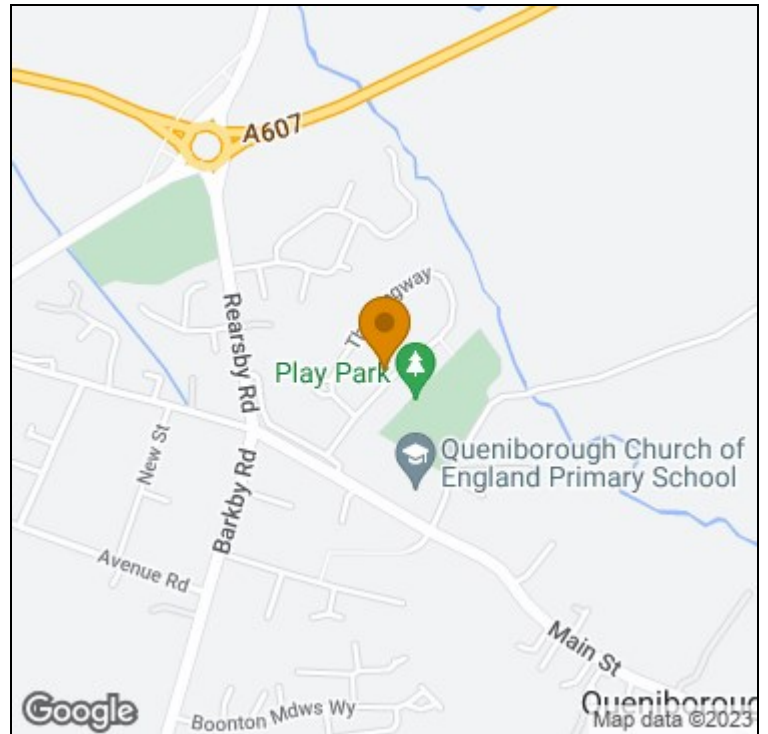 A607
Rearsby Rd
Play Park
Queniborough Church of
England Primary School
New St
Barkby Rd
Avenue Rd
Main St
Boonton Mdws Wy
Queniboroug
Google
Map data ©2023